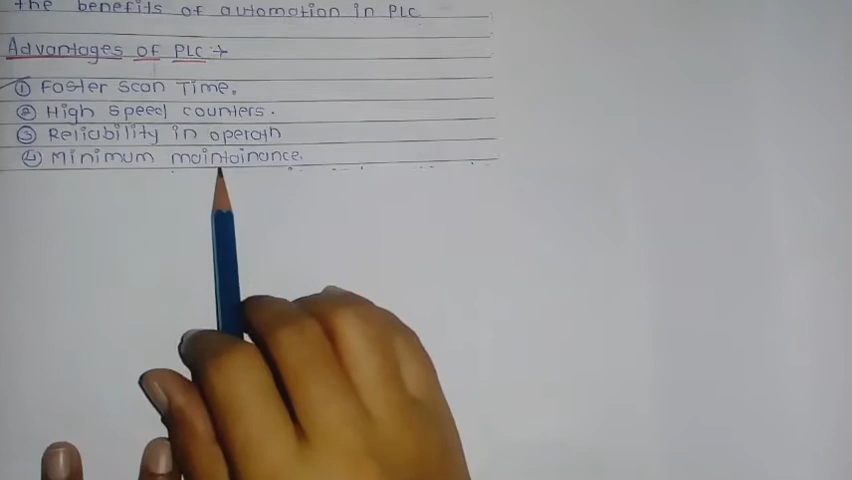 the benefits of automation in PLC
Advantages of PLC :→
① Faster Scan Time.
② High Speed counters.
③ Reliability in operatn
④ Minimum maintainance.